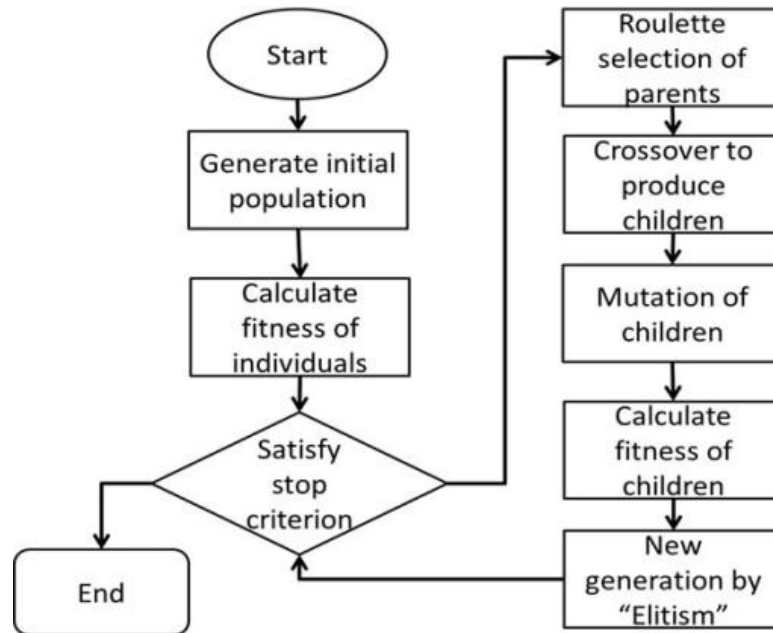 Start
Generate initial
population
Calculate
fitness of
individuals
Satisfy
stop
criterion
End
Roulette
selection of
parents
Crossover to
produce
children
Mutation of
children
Calculate
fitness of
children
New
generation by
“Elitism”